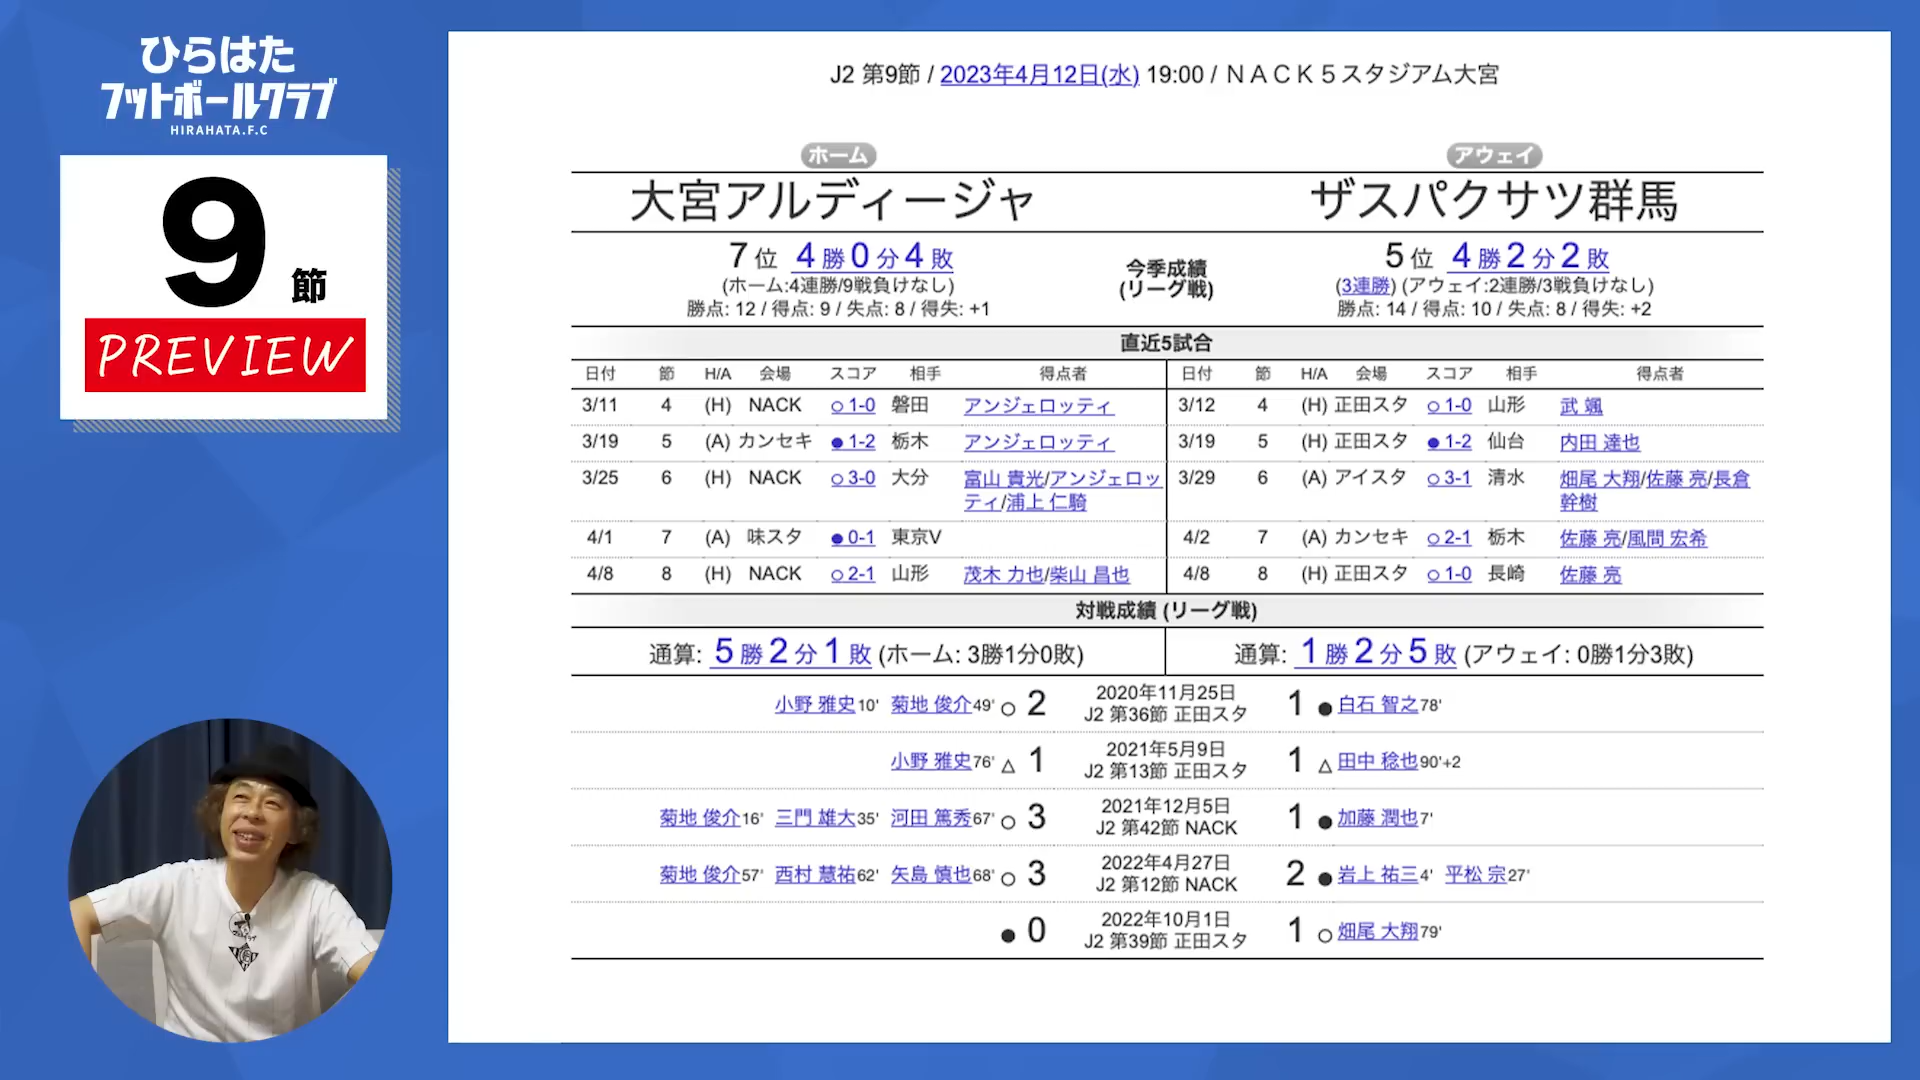 ひらはた
フットボールクラブ
HIRAHATA.F.C
9節
PREVIEW
J2 第9節 / 2023年4月12日(水) 19:00 / ＮＡＣＫ５スタジアム大宮
ホーム アウェイ
大宮アルディージャ ザスパクサツ群馬
7位 4勝0分4敗 今季成績 (リーグ戦) 5位 4勝2分2敗
(ホーム:4連勝/9戦負けなし) (3連勝) (アウェイ:2連勝/3戦負けなし)
勝点: 12 / 得点: 9 / 失点: 8 / 得失: +1 勝点: 14 / 得点: 10 / 失点: 8 / 得失: +2
直近5試合
日付 節 H/A 会場 スコア 相手 得点者 日付 節 H/A 会場 スコア 相手 得点者
3/11 4 (H) NACK ○1-0 磐田 アンジェロッティ 3/12 4 (H) 正田スタ ○1-0 山形 武 颯
3/19 5 (A) カンセキ ●1-2 栃木 アンジェロッティ 3/19 5 (H) 正田スタ ●1-2 仙台 内田 達也
3/25 6 (H) NACK ○3-0 大分 富山 貴光/アンジェロッティ/浦上 仁騎 3/29 6 (A) アイスタ ○3-1 清水 畑尾 大翔/佐藤 亮/長倉 幹樹
4/1 7 (A) 味スタ ●0-1 東京V 4/2 7 (A) カンセキ ○2-1 栃木 佐藤 亮/風間 宏希
4/8 8 (H) NACK ○2-1 山形 茂木 力也/柴山 昌也 4/8 8 (H) 正田スタ ○1-0 長崎 佐藤 亮
対戦成績 (リーグ戦)
通算: 5勝2分1敗 (ホーム: 3勝1分0敗) 通算: 1勝2分5敗 (アウェイ: 0勝1分3敗)
小野 雅史10' 菊地 俊介49' ○ 2 2020年11月25日 J2 第36節 正田スタ 1 ● 白石 智之78'
小野 雅史76' △ 1 2021年5月9日 J2 第13節 正田スタ 1 △ 田中 稔也90'+2
菊地 俊介16' 三門 雄大35' 河田 篤秀67' ○ 3 2021年12月5日 J2 第42節 NACK 1 ● 加藤 潤也7'
菊地 俊介57' 西村 慧祐62' 矢島 慎也68' ○ 3 2022年4月27日 J2 第12節 NACK 2 ● 岩上 祐三4' 平松 宗27'
● 0 2022年10月1日 J2 第39節 正田スタ 1 ○ 畑尾 大翔79'